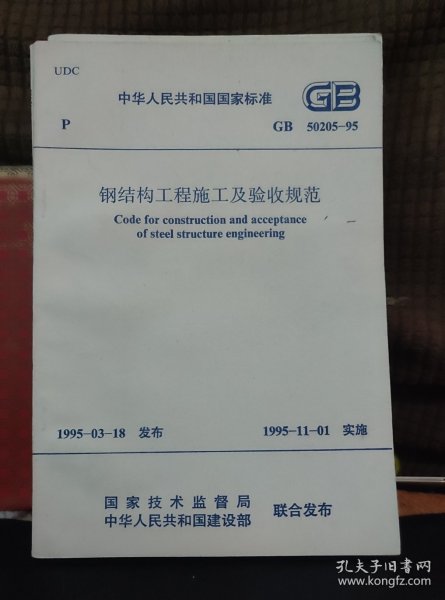 UDC
中华人民共和国国家标准
GB
P
GB 50205-95
钢结构工程施工及验收规范
Code for construction and acceptance
of steel structure engineering
1995-03-18 发布
1995-11-01 实施
国家技术监督局
中华人民共和国建设部
联合发布
孔夫子旧书网
www.kongfz.com